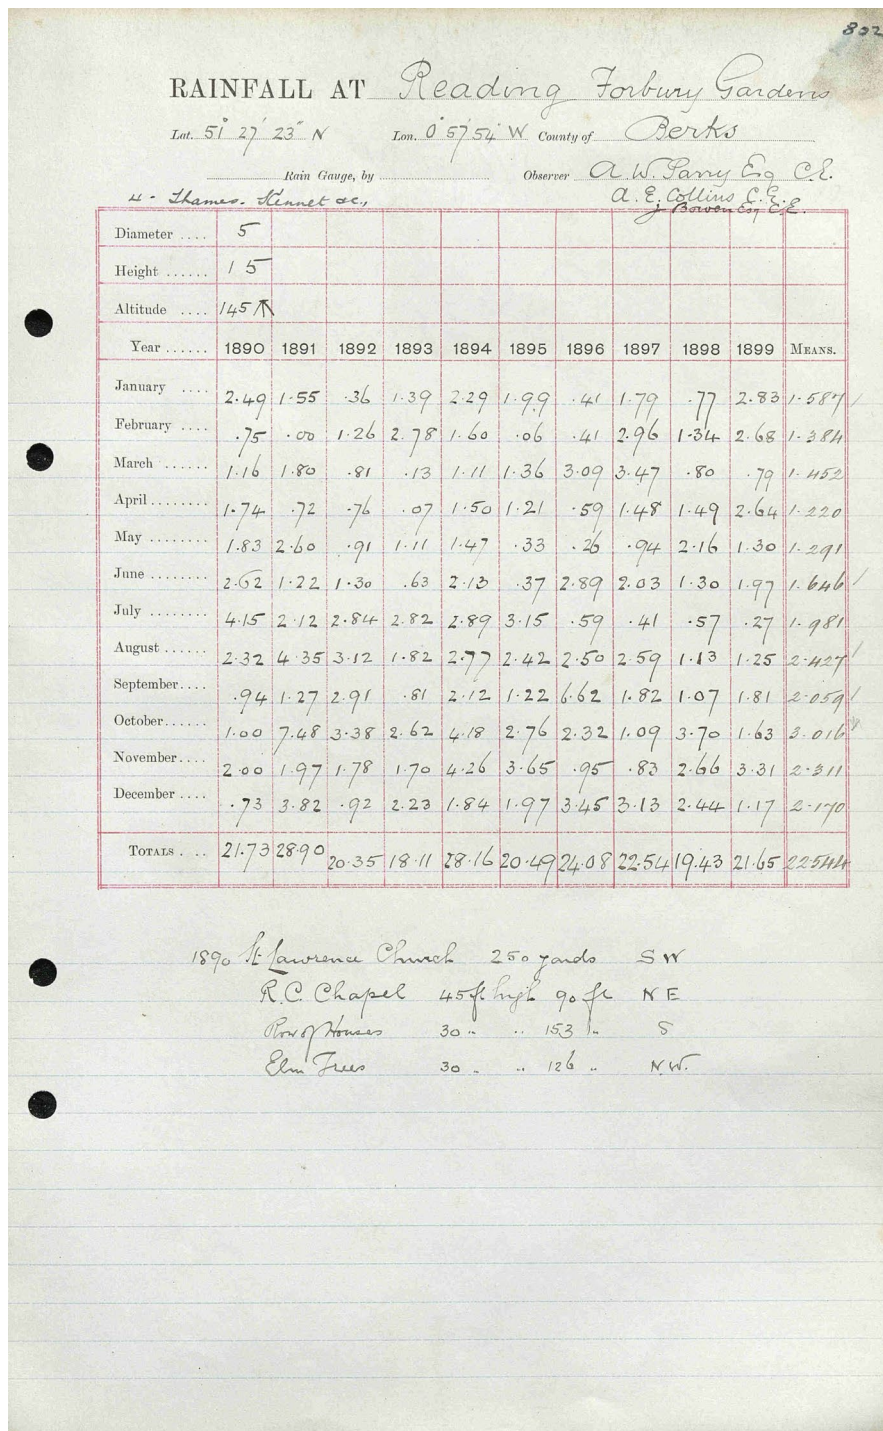 802
RAINFALL AT Reading Forbury Gardens
Lat. 51° 27' 23" N Lon. 0° 57' 54" W County of Berks
Rain Gauge, by Observer A. W. Parry Esq C.E.
4 - Thames. Kennet &c, A. E. Collins C.E.
J Bowen Esq C.E.
Diameter .... 5
Height ...... 15
Altitude .... 145
Year ...... 1890 1891 1892 1893 1894 1895 1896 1897 1898 1899 MEANS.
January .... 2.49 1.55 .36 1.39 2.29 1.99 .41 1.79 .77 2.83 1.587
February .... .75 .00 1.26 2.78 1.60 .06 .41 2.96 1.34 2.68 1.384
March ...... 1.16 1.80 .81 .13 1.11 1.36 3.09 3.47 .80 .79 1.452
April ........ 1.74 .72 .76 .07 1.50 1.21 .59 1.48 1.49 2.64 1.220
May ........ 1.83 2.60 .91 1.11 1.47 .33 .26 .94 2.16 1.30 1.291
June ........ 2.62 1.22 1.30 .63 2.13 .37 2.89 2.03 1.30 1.97 1.646
July ........ 4.15 2.12 2.84 2.82 2.89 3.15 .59 .41 .57 .27 1.981
August ...... 2.32 4.35 3.12 1.82 2.77 2.42 2.50 2.59 1.13 1.25 2.427
September.... .94 1.27 2.91 .81 2.12 1.22 6.62 1.82 1.07 1.81 2.059
October...... 1.00 7.48 3.38 2.62 4.18 2.76 2.32 1.09 3.70 1.63 3.016
November.... 2.00 1.97 1.78 1.70 4.26 3.65 .95 .83 2.66 3.31 2.311
December.... .73 3.82 .92 2.23 1.84 1.97 3.45 3.13 2.44 1.17 2.170
TOTALS .... 21.73 28.90 20.35 18.11 28.16 20.49 24.08 22.54 19.43 21.65 22544
1890 St Lawrence Church 250 yards S W
R.C. Chapel 45 ft high 90 ft N E
Row of Houses 30 " " 153 " S
Elm Trees 30 " " 126 " N.W.